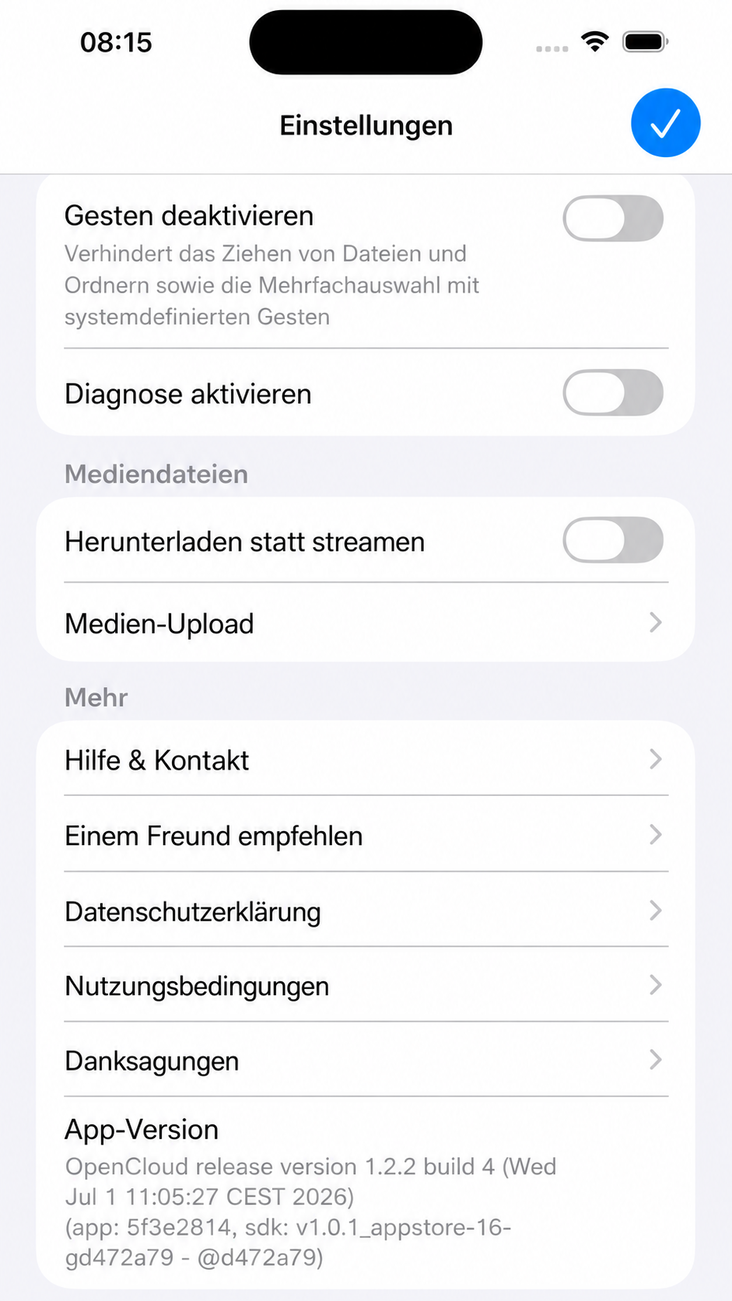 08:15
Einstellungen
Gesten deaktivieren
Verhindert das Ziehen von Dateien und
Ordnern sowie die Mehrfachauswahl mit
systemdefinierten Gesten
Diagnose aktivieren
Mediendateien
Herunterladen statt streamen
Medien-Upload
Mehr
Hilfe & Kontakt
Einem Freund empfehlen
Datenschutzerklärung
Nutzungsbedingungen
Danksagungen
App-Version
OpenCloud release version 1.2.2 build 4 (Wed
Jul 1 11:05:27 CEST 2026)
(app: 5f3e2814, sdk: v1.0.1_appstore-16-
gd472a79 - @d472a79)